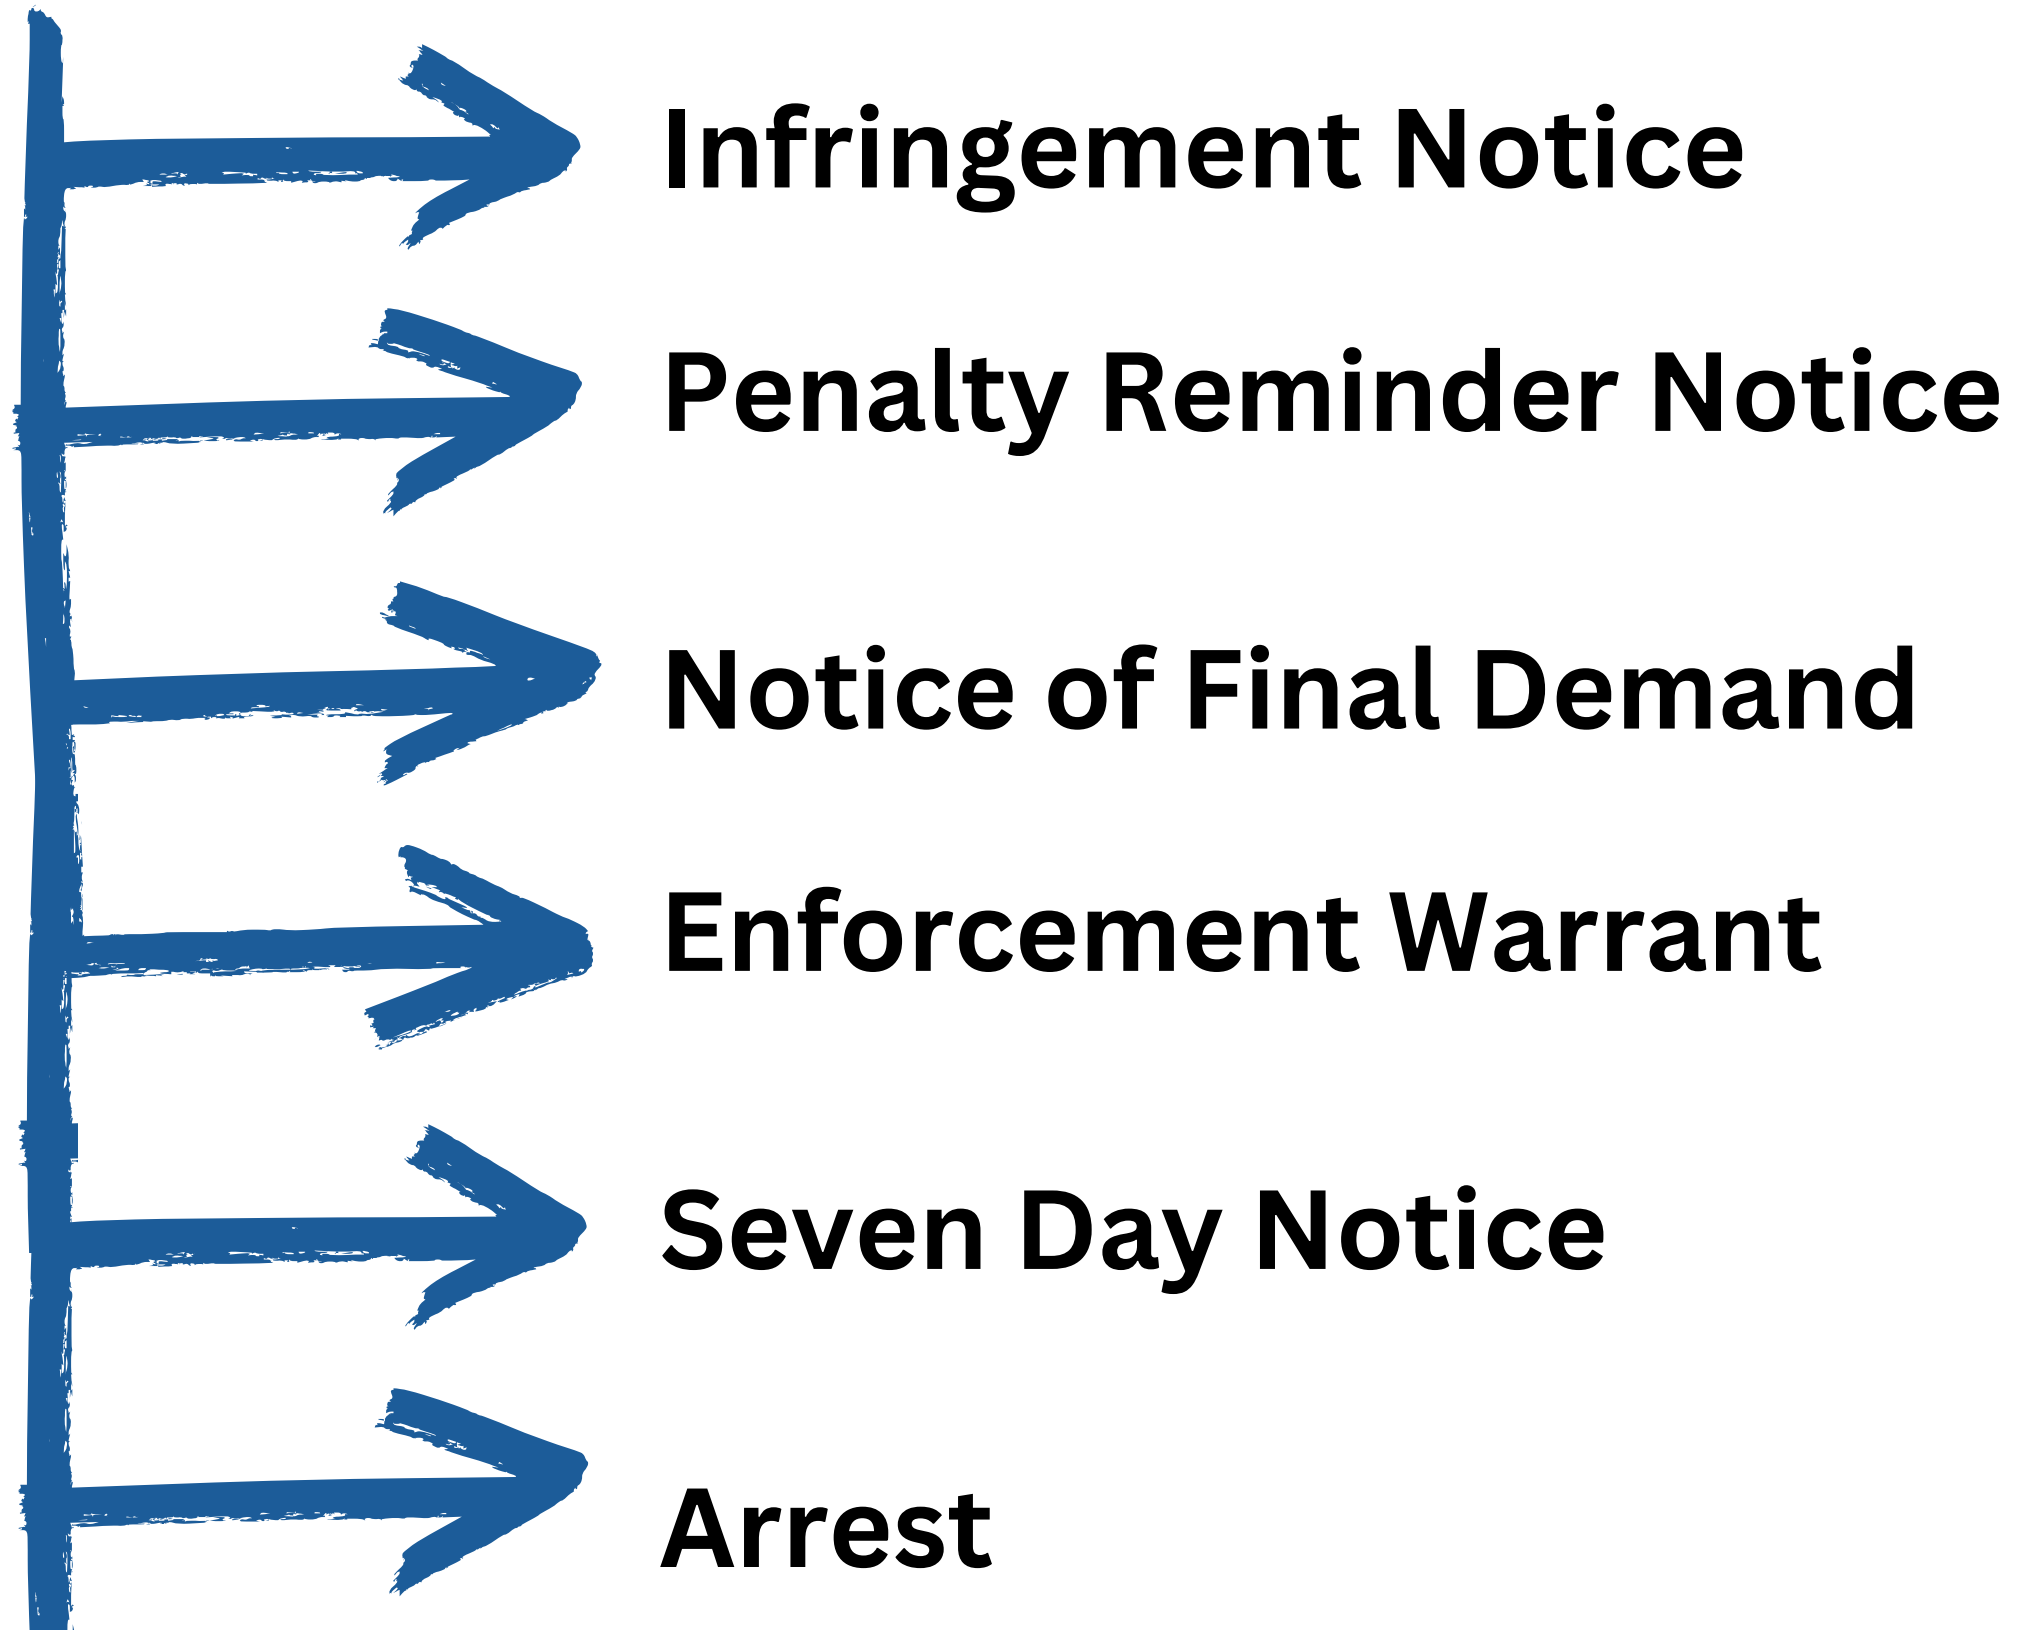 Infringement Notice
Penalty Reminder Notice
Notice of Final Demand
Enforcement Warrant
Seven Day Notice
Arrest